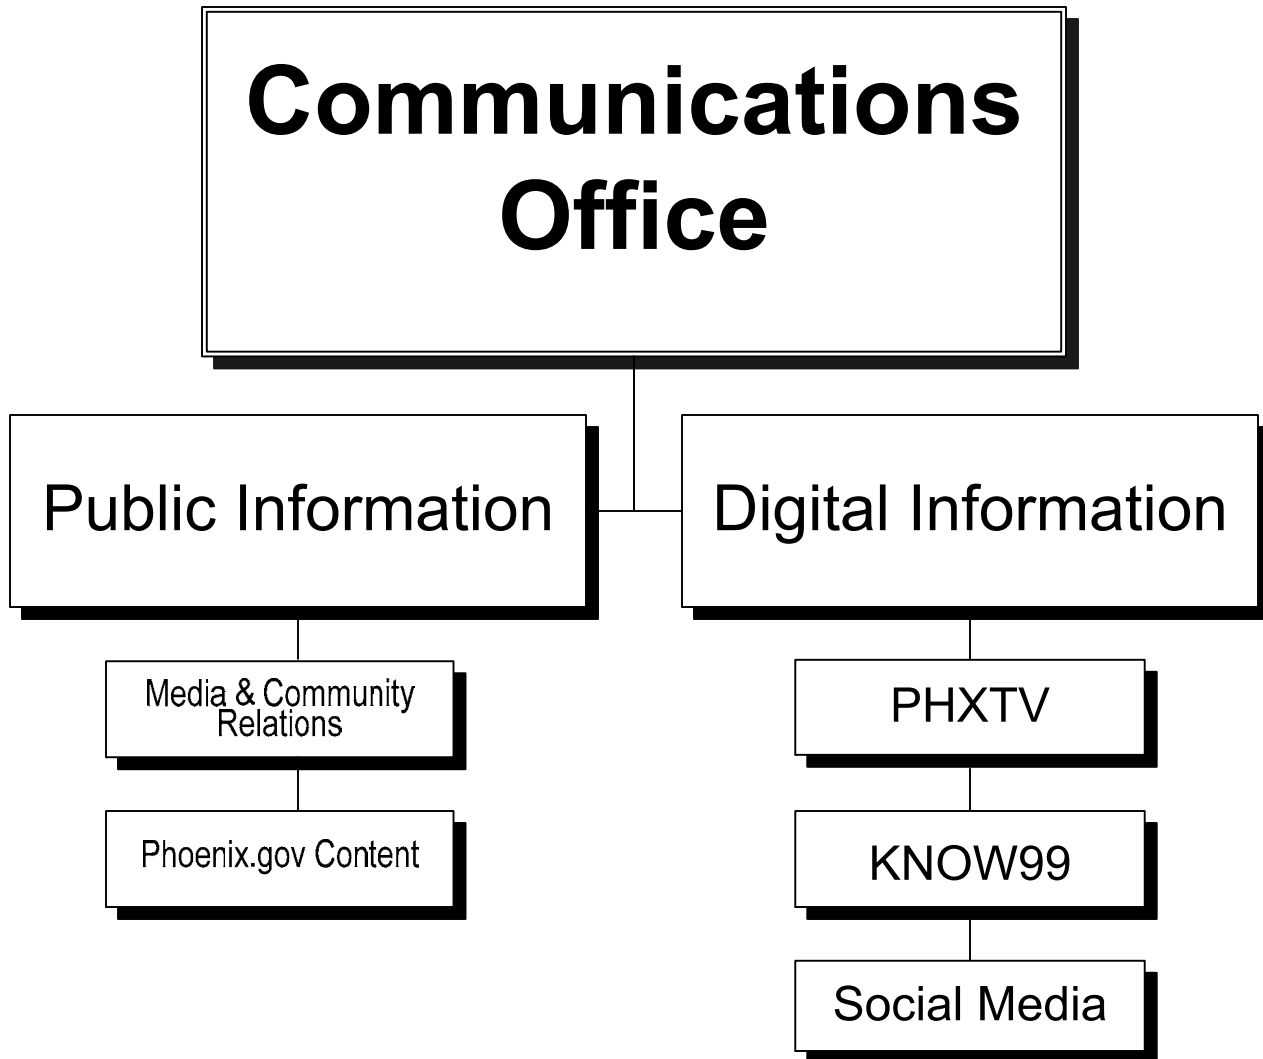 Communications
Office
Public Information
Digital Information
Media & Community
Relations
PHXTV
Phoenix.gov Content
KNOW99
Social Media